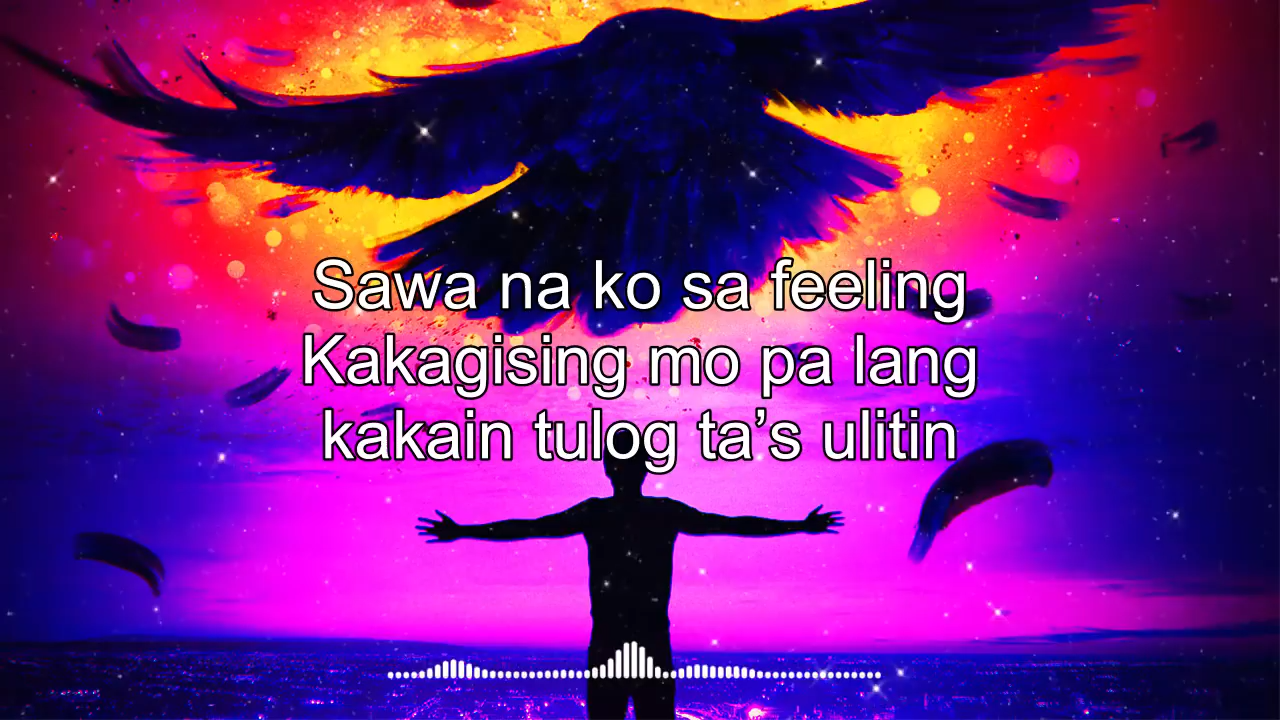 Sawa na ko sa feeling
Kakagising mo pa lang
kakain tulog ta’s ulitin